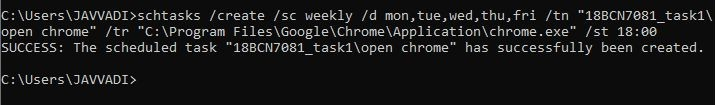 C:\Users\JAVVADI>schtasks /create /sc weekly /d mon,tue,wed,thu,fri /tn "18BCN7081_task1\
open chrome" /tr "C:\Program Files\Google\Chrome\Application\chrome.exe" /st 18:00
SUCCESS: The scheduled task "18BCN7081_task1\open chrome" has successfully been created.
C:\Users\JAVVADI>